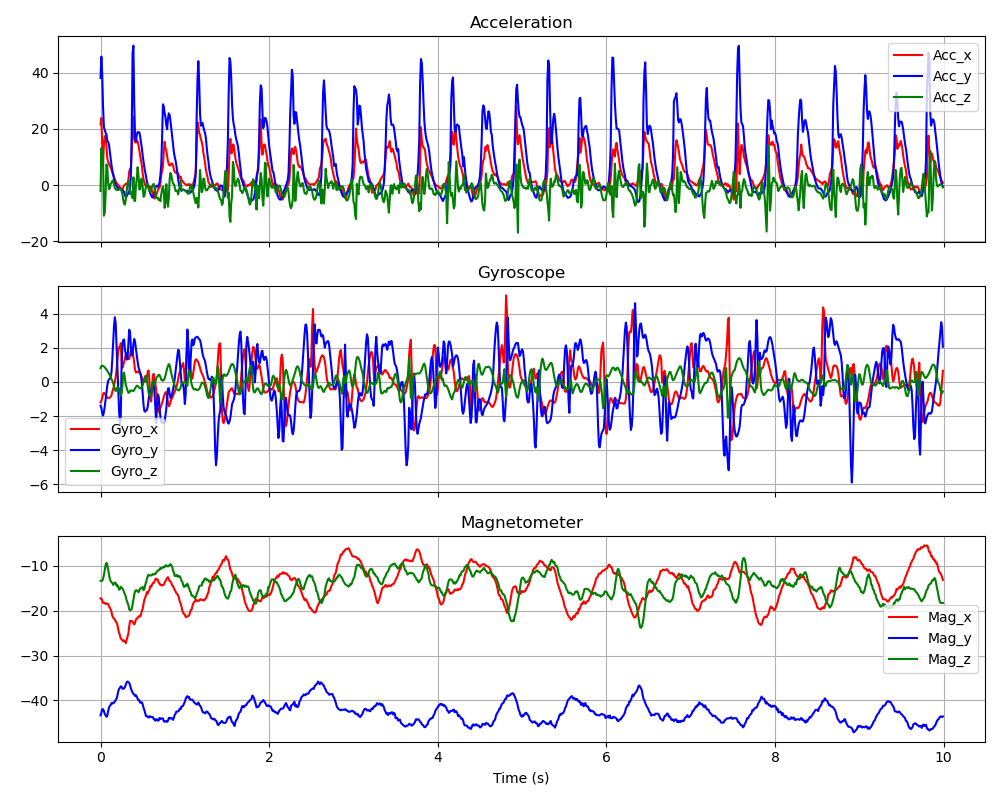 Acceleration
40
20
0
−20
Acc_x
Acc_y
Acc_z
Gyroscope
4
2
0
−2
−4
−6
Gyro_x
Gyro_y
Gyro_z
Magnetometer
−10
−20
−30
−40
Mag_x
Mag_y
Mag_z
0 2 4 6 8 10
Time (s)